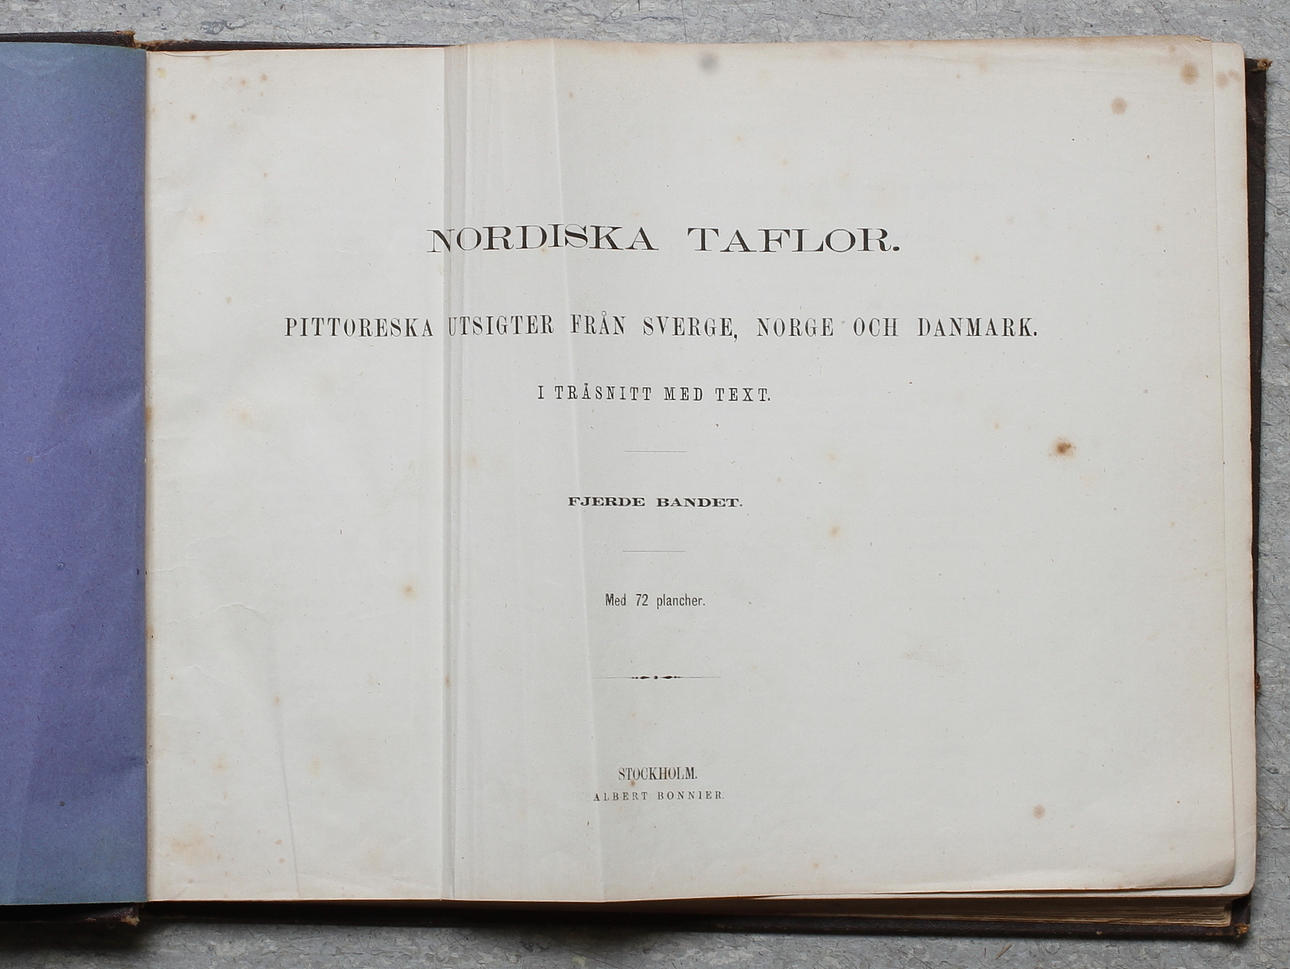 NORDISKA TAFLOR.
PITTORESKA UTSIGTER FRÅN SVERGE, NORGE OCH DANMARK.
I TRÄSNITT MED TEXT.
FJERDE BANDET.
Med 72 plancher.
STOCKHOLM.
ALBERT BONNIER.